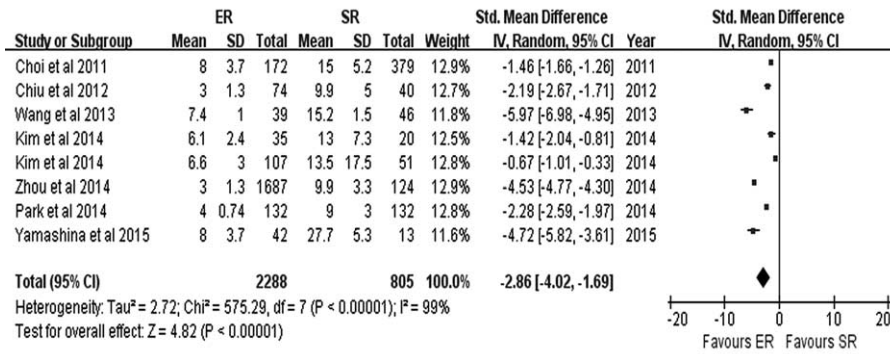 ER SR Std. Mean Difference Std. Mean Difference
Study or Subgroup Mean SD Total Mean SD Total Weight IV, Random, 95% CI Year IV, Random, 95% CI
Choi et al 2011 8 3.7 172 15 5.2 379 12.9% -1.46 [-1.66, -1.26] 2011
Chiu et al 2012 3 1.3 74 9.9 5 40 12.7% -2.19 [-2.67, -1.71] 2012
Wang et al 2013 7.4 1 39 15.2 1.5 46 11.8% -5.97 [-6.98, -4.95] 2013
Kim et al 2014 6.1 2.4 35 13 7.3 20 12.6% -1.42 [-2.04, -0.81] 2014
Kim et al 2014 6.6 3 107 13.5 17.5 51 12.8% -0.67 [-1.01, -0.33] 2014
Zhou et al 2014 3 1.3 1687 9.9 3.3 124 12.9% -4.53 [-4.77, -4.30] 2014
Park et al 2014 4 0.74 132 9 3 132 12.8% -2.28 [-2.59, -1.97] 2014
Yamashina et al 2015 8 3.7 42 27.7 5.3 13 11.6% -4.72 [-5.82, -3.61] 2015
Total (95% CI) 2288 805 100.0% -2.86 [-4.02, -1.69]
Heterogeneity: Tau² = 2.72; Chi² = 575.29, df = 7 (P < 0.00001); I² = 99%
Test for overall effect: Z = 4.82 (P < 0.00001)
-20 -10 0 10 20
Favours ER Favours SR